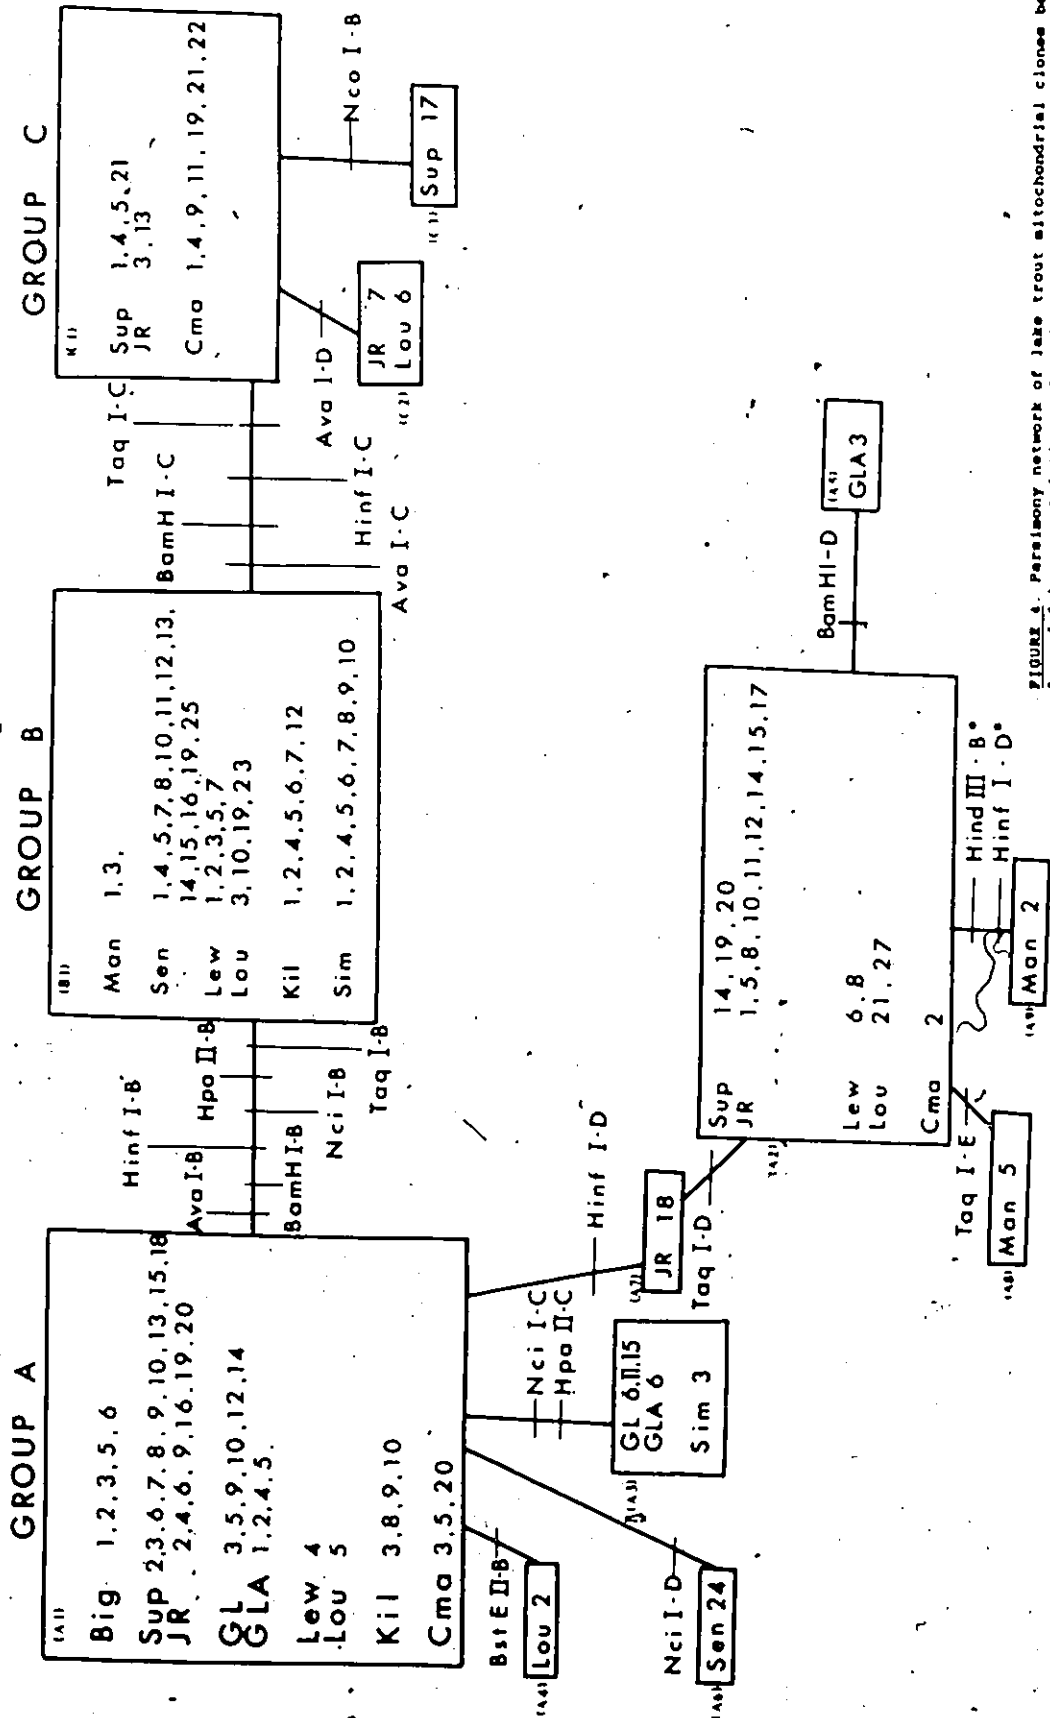 GROUP A
(A1)
Big 1,2,3,5,6
Sup 2,3,6,7,8,9,10,13,15,18
JR 2,4,6,9,16,19,20
GL 3,5,9,10,12,14
GLA 1,2,4,5.
Lew 4
Lou 5
Kil 3,8,9,10
Cma 3,5,20
Ava I-B
Hinf I-B
Hpa II-B
BamH I-B
Nci I-B
Taq I-B
GROUP B
(B1)
Man 1,3,
Sen 1,4,5,7,8,10,11,12,13,
14,15,16,19,25
Lew 1,2,3,5,7
Lou 3,10,19,23
Kil 1,2,4,5,6,7,12
Sim 1,2,4,5,6,7,8,9,10
BamH I-C
Taq I-C
Ava I-C
Hinf I-C
GROUP C
Sup 1,4,5,21
JR 3,13
Cma 1,4,9,11,19,21,22
Ava I-D
(C2)
JR 7
Lou 6
Nco I-B
Sup 17
Bst E II-B
Lou 2
Nci I-D
(A6)
Sen 24
Nci I-C
Hpa II-C
(A3)
GL 6,11,15
GLA 6
Sim 3
Hinf I-D
(A7)
JR 18
Taq I-D
(A2)
Sup 14,19,20
JR 1,5,8,10,11,12,14,15,17
Lew 6,8
Lou 21,27
Cma 2
BamHI-D
GLA3
Taq I-E
(A8)
Man 5
Hind III-B*
Hinf I-D*
(A9)
Man 2
FIGURE 4. Parsimony network of lake trout mitochondrial clones